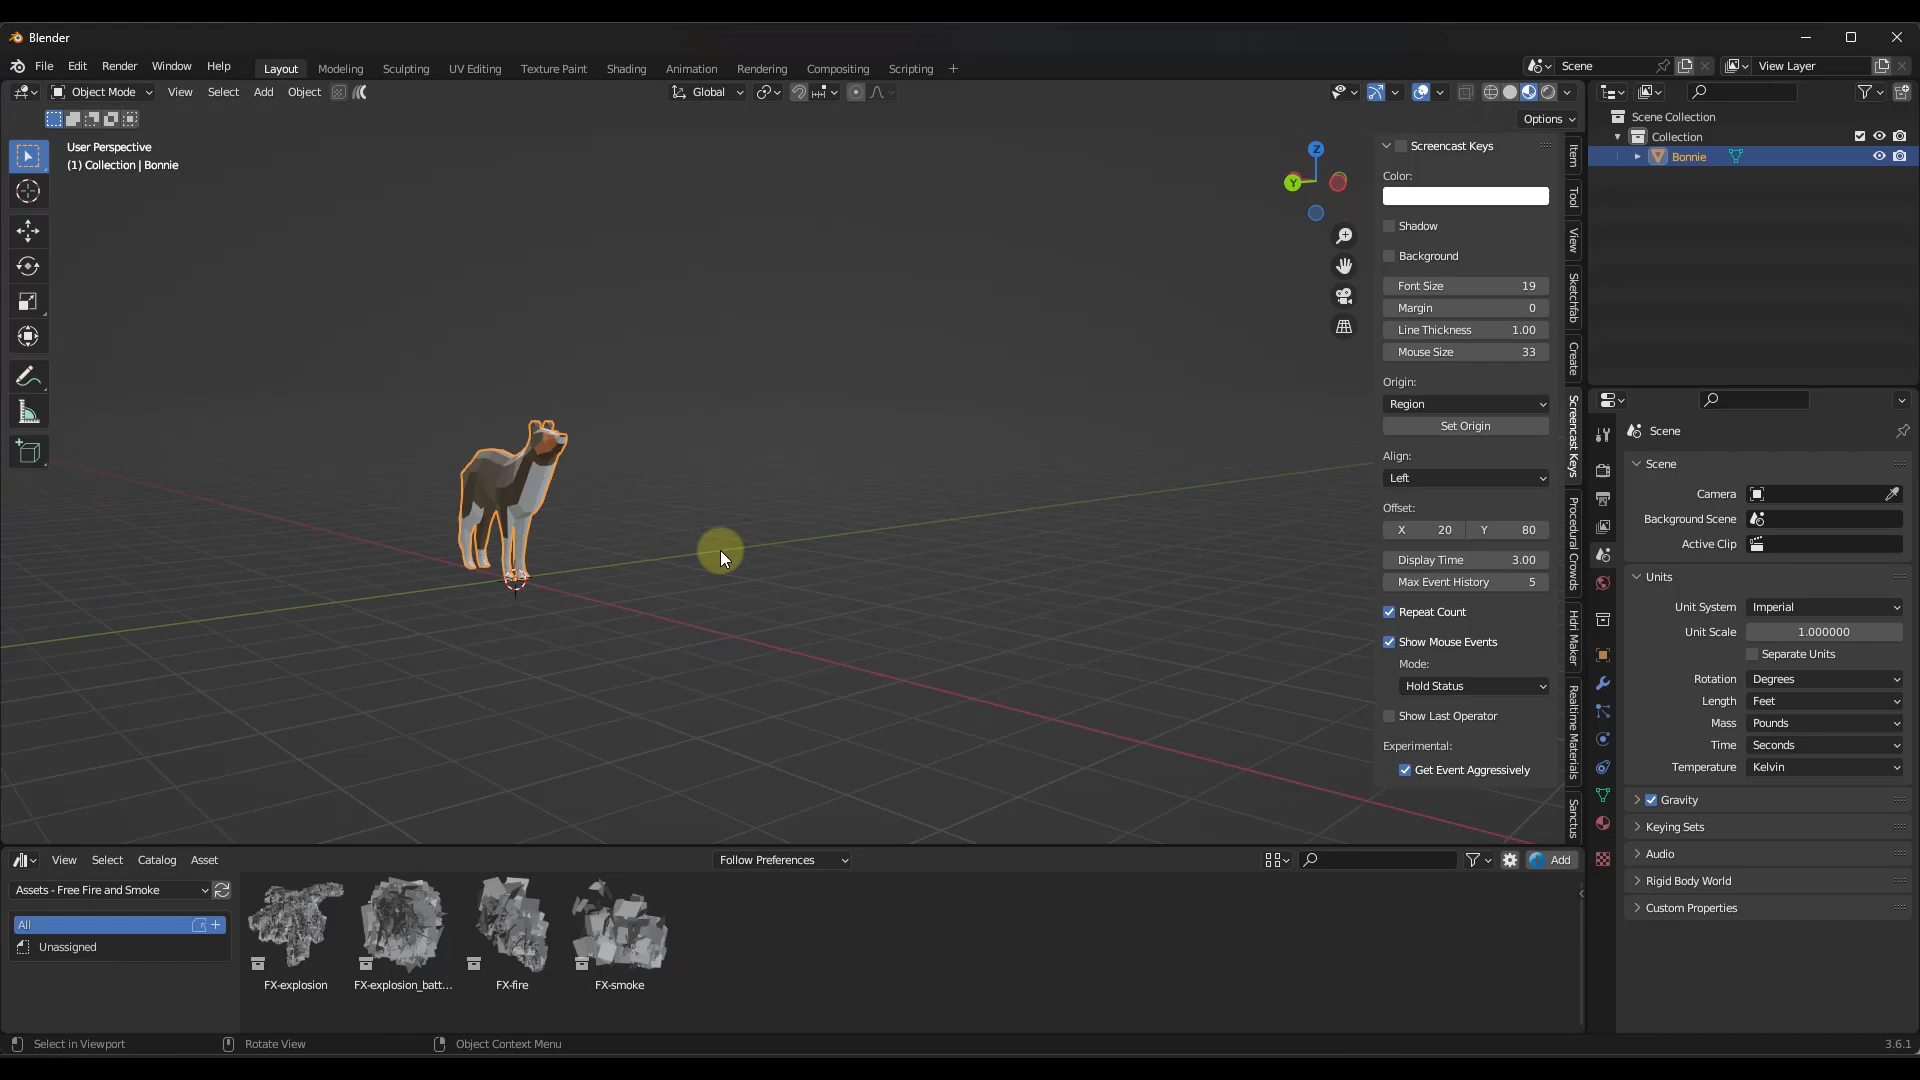 Blender
File Edit Render Window Help Layout Modeling Sculpting UV Editing Texture Paint Shading Animation Rendering Compositing Scripting + Scene View Layer
Object Mode View Select Add Object Global
Options
User Perspective
(1) Collection | Bonnie
Z
Y
Screencast Keys
Color:
Shadow
Background
Font Size 19
Margin 0
Line Thickness 1.00
Mouse Size 33
Origin:
Region
Set Origin
Align:
Left
Offset:
X 20 Y 80
Display Time 3.00
Max Event History 5
Repeat Count
Show Mouse Events
Mode:
Hold Status
Show Last Operator
Experimental:
Get Event Aggressively
Item
Tool
View
Sketchfab
Create
Screencast Keys
Procedural Crowds
Hdri Maker
Realtime Materials
Sanctus
Scene Collection
Collection
Bonnie
Scene
Scene
Camera
Background Scene
Active Clip
Units
Unit System Imperial
Unit Scale 1.000000
Separate Units
Rotation Degrees
Length Feet
Mass Pounds
Time Seconds
Temperature Kelvin
Gravity
Keying Sets
Audio
Rigid Body World
Custom Properties
View Select Catalog Asset Follow Preferences Add
Assets - Free Fire and Smoke
All +
Unassigned
FX-explosion FX-explosion_batt... FX-fire FX-smoke
Select in Viewport Rotate View Object Context Menu 3.6.1